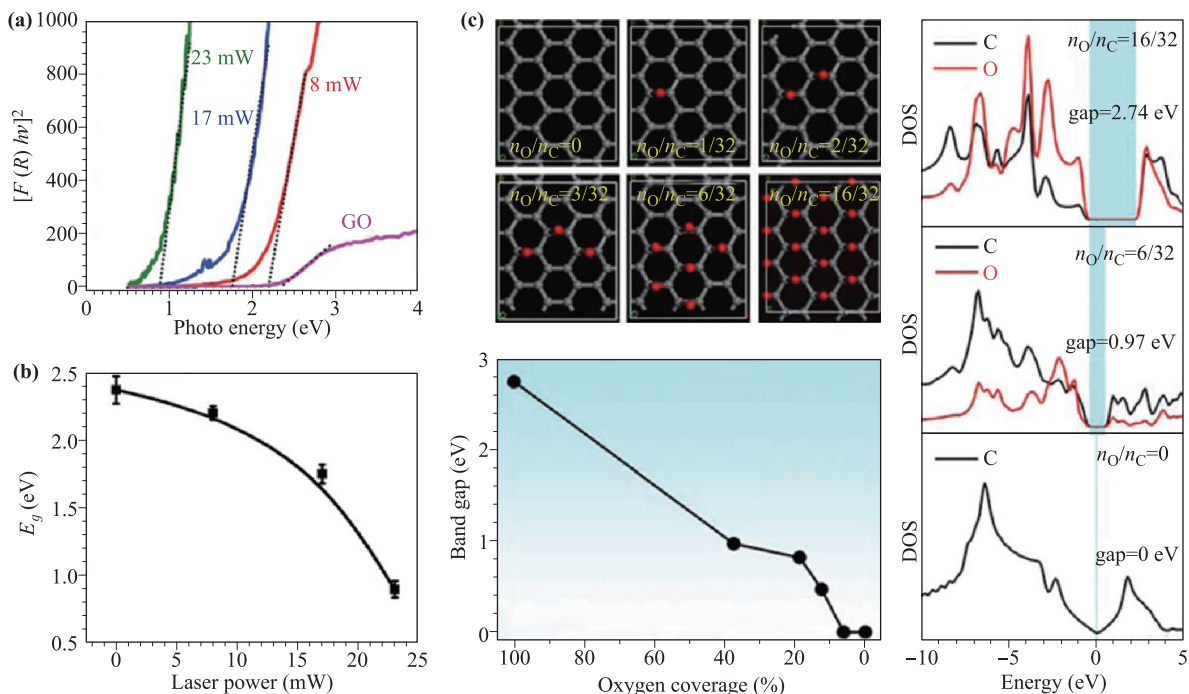 (a)
1000
800
600
400
200
0
[F (R) hν]²
23 mW
17 mW
8 mW
GO
0 1 2 3 4
Photo energy (eV)
(b)
2.5
2.0
1.5
1.0
0.5
E_g (eV)
0 5 10 15 20 25
Laser power (mW)
(c)
n_O/n_C=0
n_O/n_C=1/32
n_O/n_C=2/32
n_O/n_C=3/32
n_O/n_C=6/32
n_O/n_C=16/32
3
2
1
0
Band gap (eV)
100 80 60 40 20 0
Oxygen coverage (%)
C
O
n_O/n_C=16/32
gap=2.74 eV
DOS
C
O
n_O/n_C=6/32
gap=0.97 eV
DOS
C
n_O/n_C=0
gap=0 eV
DOS
−10 −5 0 5
Energy (eV)